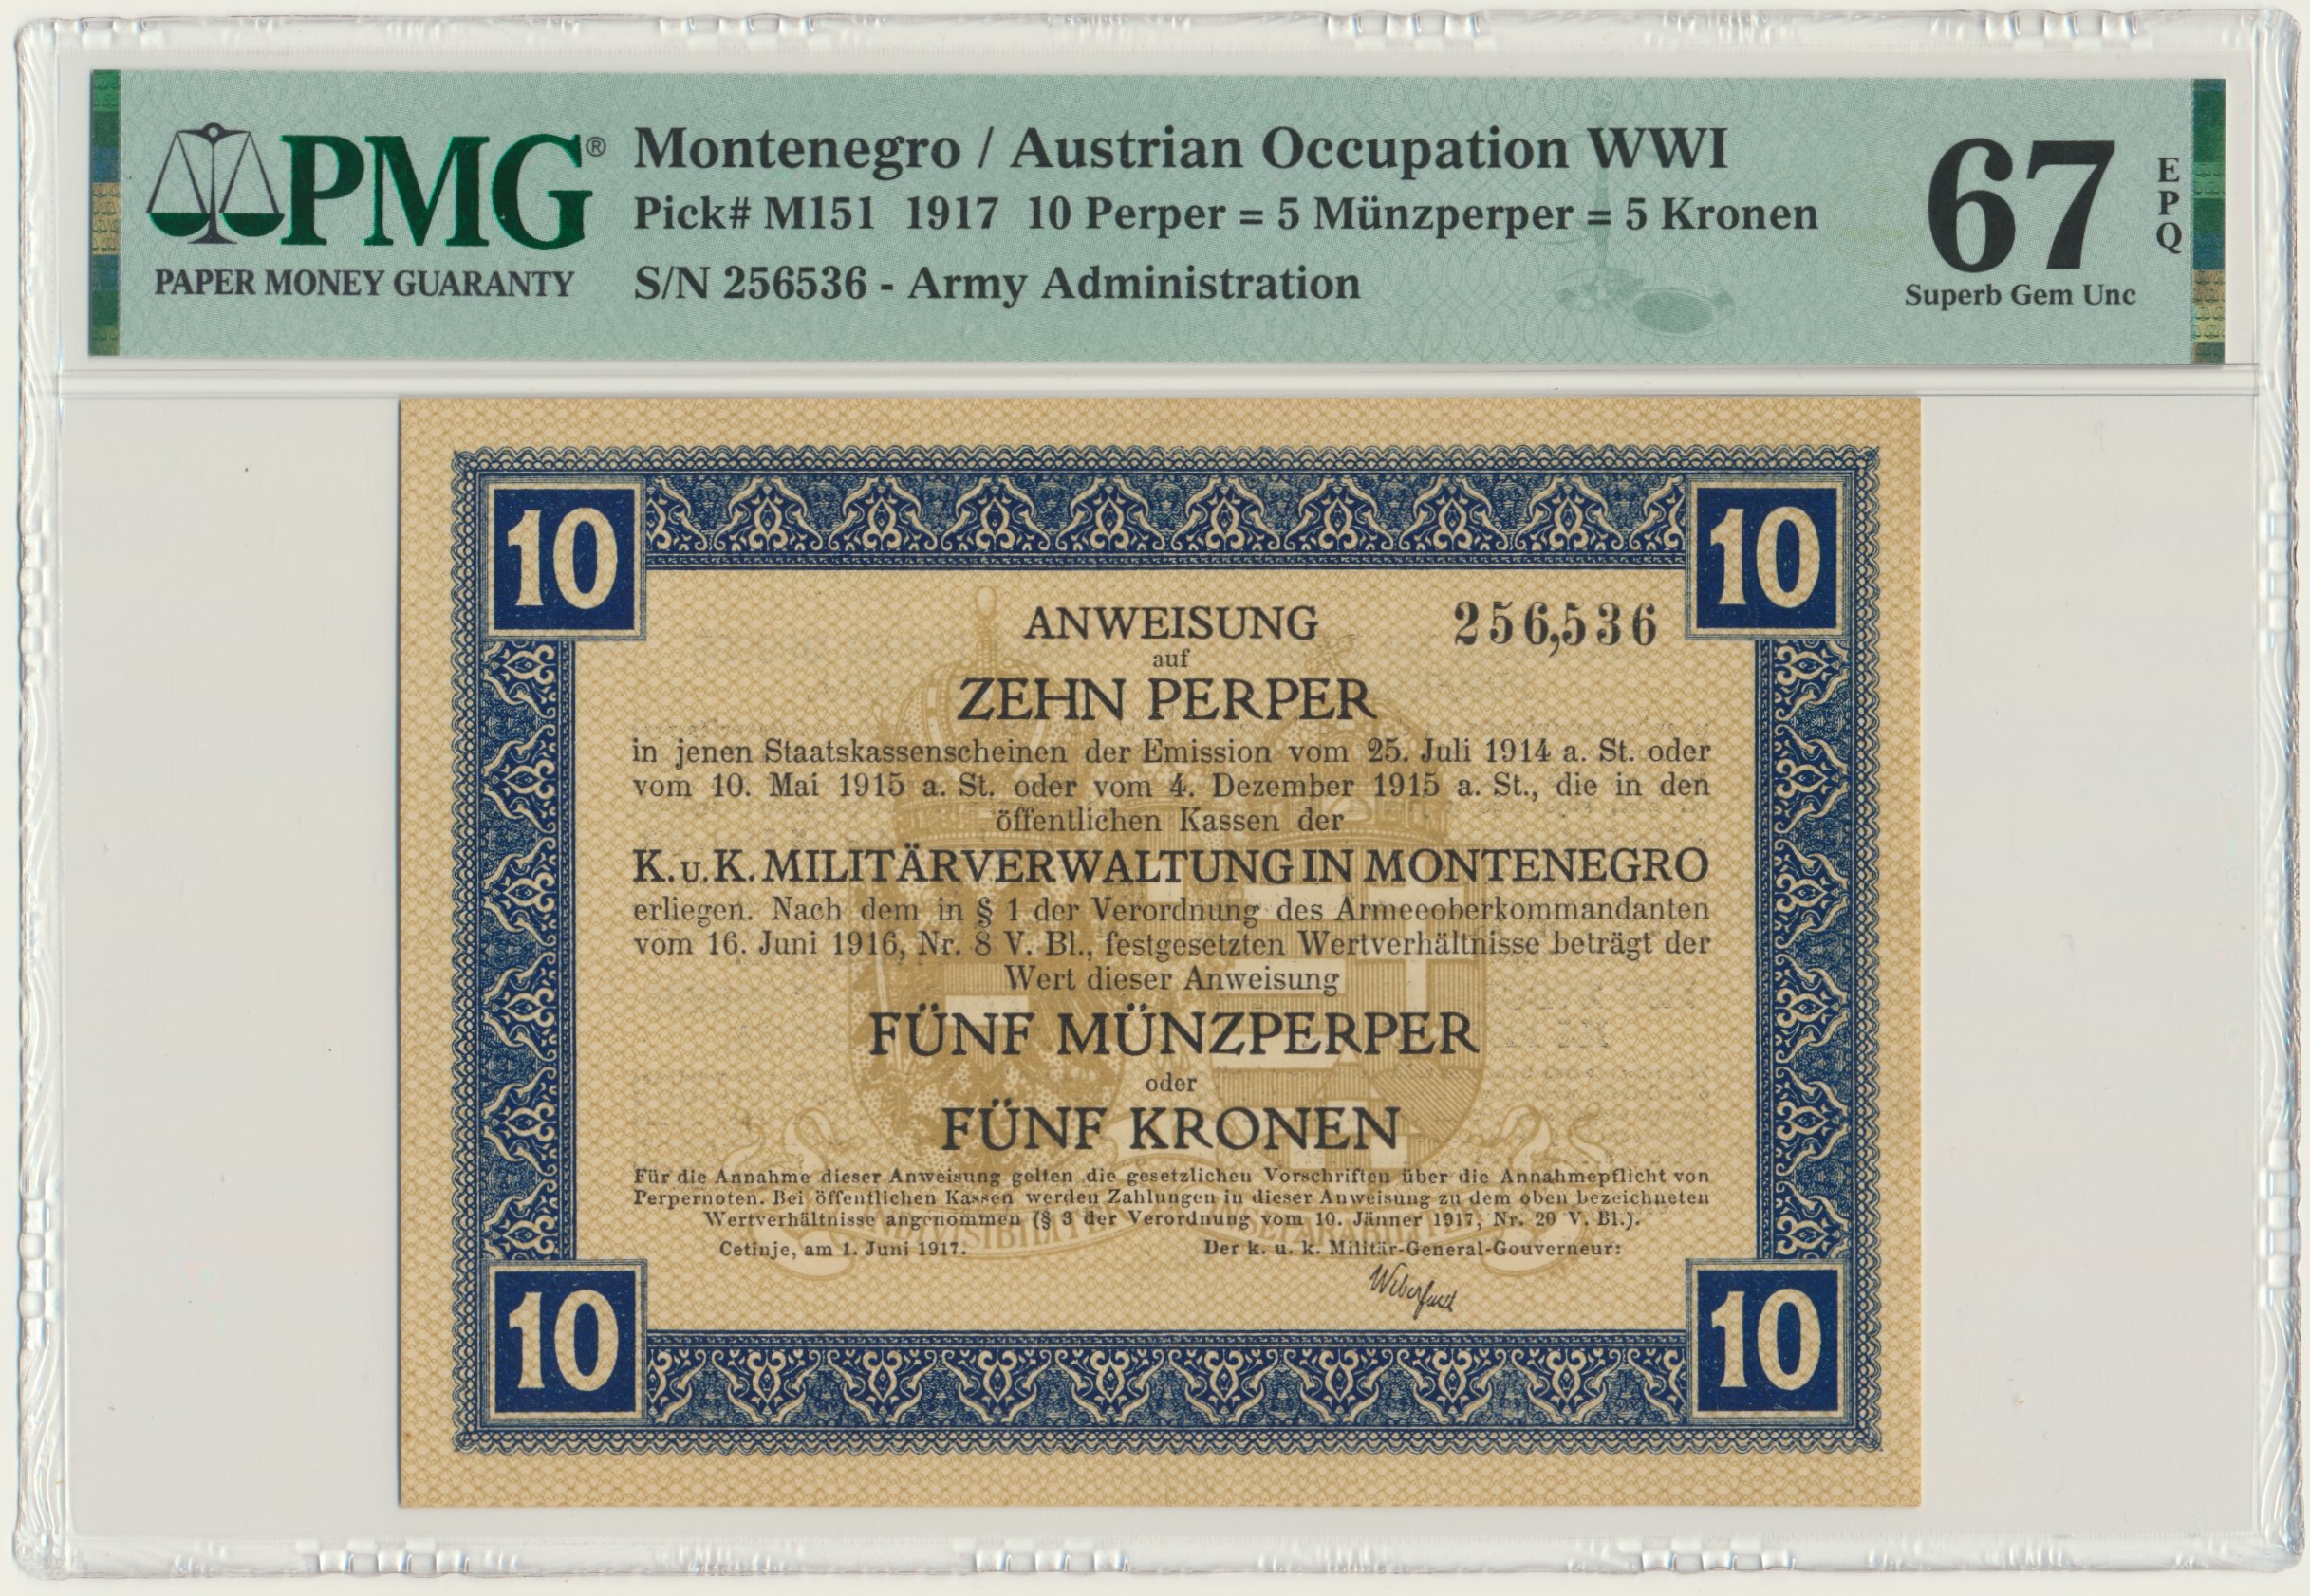 PMG®
PAPER MONEY GUARANTY
Montenegro / Austrian Occupation WWI
Pick# M151 1917 10 Perper = 5 Münzperper = 5 Kronen
S/N 256536 - Army Administration
67
EPQ
Superb Gem Unc
10
10
ANWEISUNG
256,536
auf
ZEHN PERPER
in jenen Staatskassenscheinen der Emission vom 25. Juli 1914 a. St. oder
vom 10. Mai 1915 a. St. oder vom 4. Dezember 1915 a. St., die in den
öffentlichen Kassen der
K.u.K. MILITÄRVERWALTUNG IN MONTENEGRO
erliegen. Nach dem in § 1 der Verordnung des Armeeoberkommandanten
vom 16. Juni 1916, Nr. 8 V. Bl., festgesetzten Wertverhältnisse beträgt der
Wert dieser Anweisung
FÜNF MÜNZPERPER
oder
FÜNF KRONEN
Für die Annahme dieser Anweisung gelten die gesetzlichen Vorschriften über die Annahmepflicht von
Perpernoten. Bei öffentlichen Kassen werden Zahlungen in dieser Anweisung zu dem oben bezeichneten
Wertverhältnisse angenommen (§ 3 der Verordnung vom 10. Jänner 1917, Nr. 20 V. Bl.).
Cetinje, am 1. Juni 1917.
Der k. u. k. Militär-General-Gouverneur:
10
10